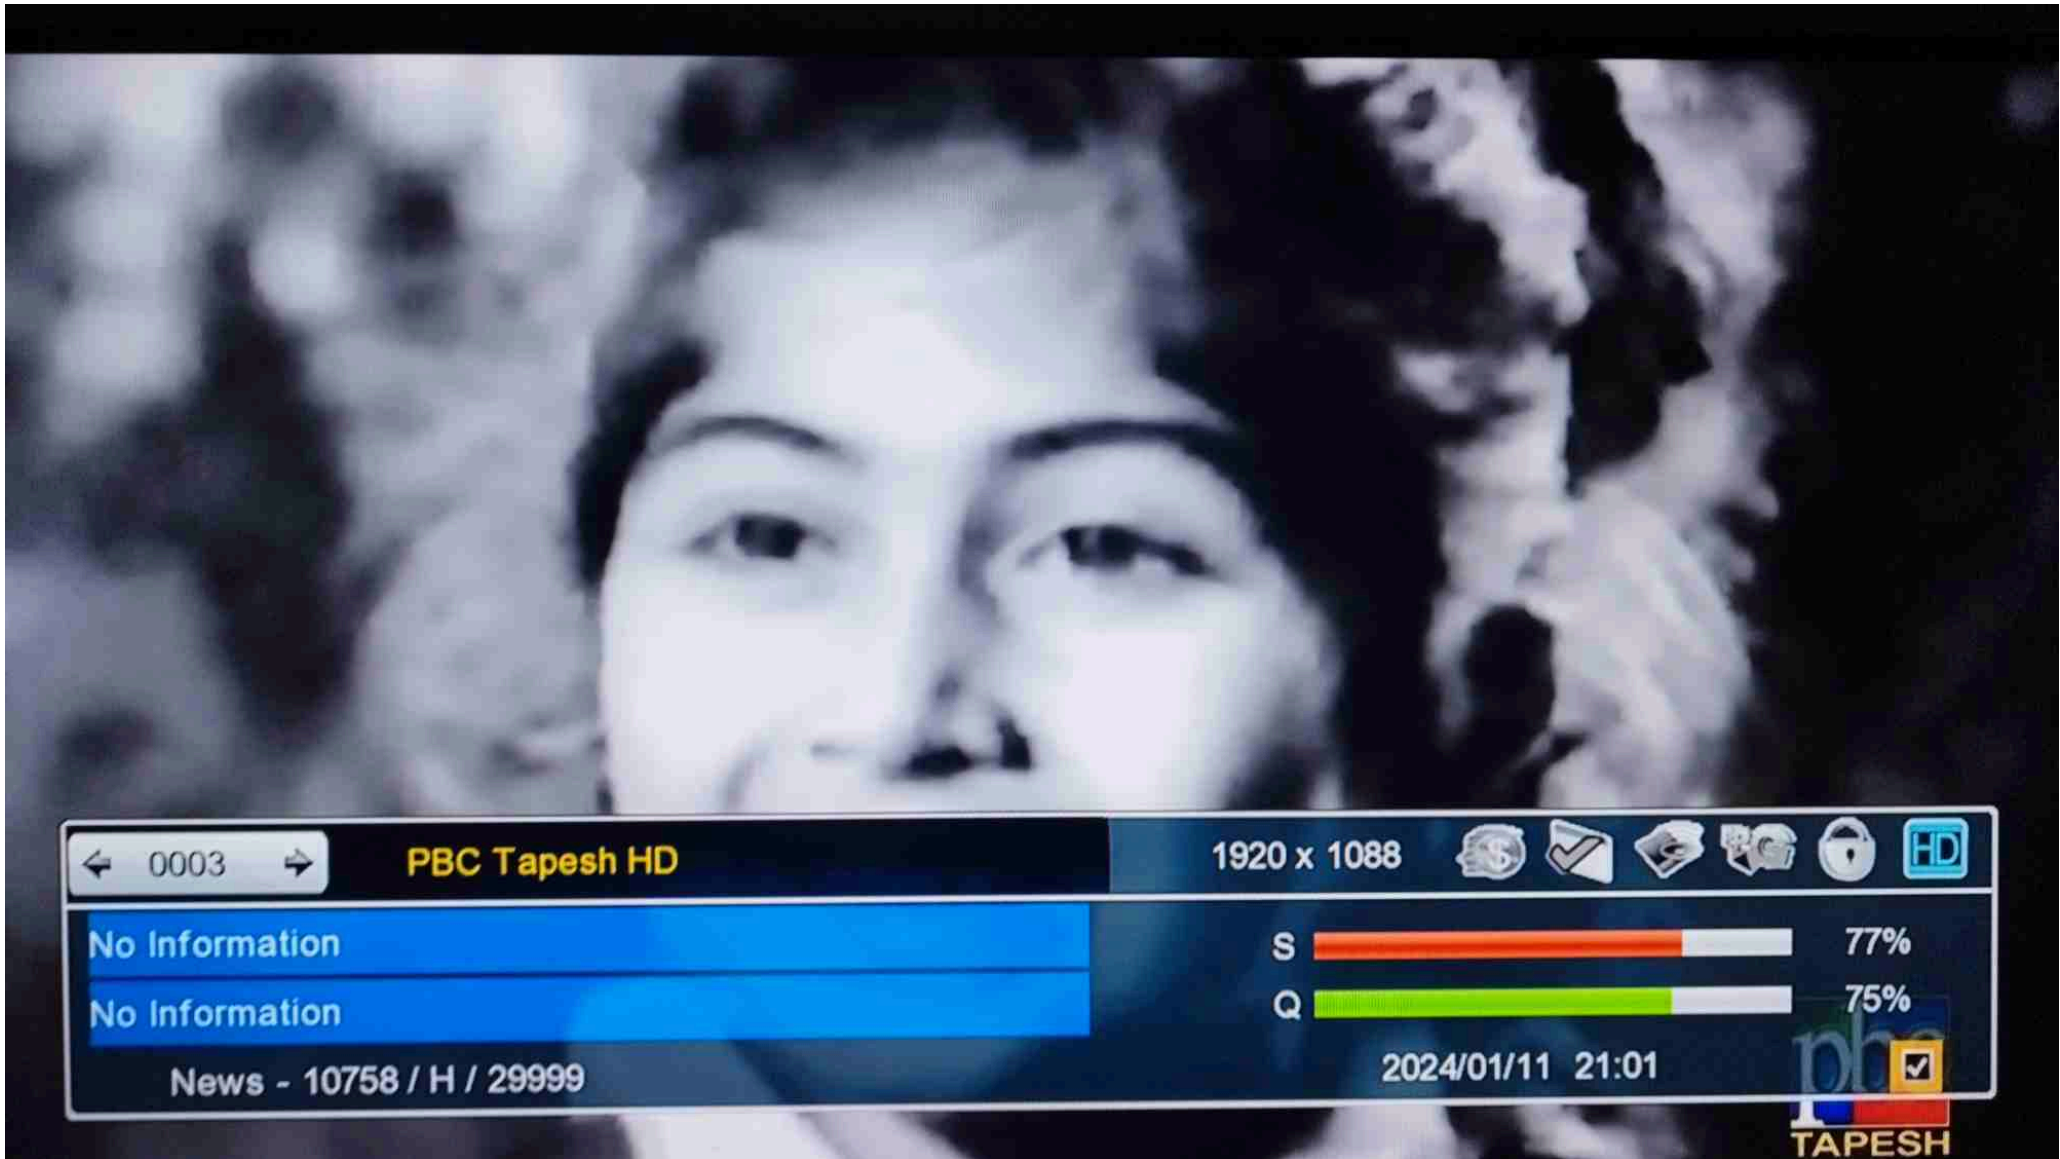 0003
PBC Tapesh HD
1920 x 1088
$
HD
No Information
S
77%
No Information
Q
75%
News - 10758 / H / 29999
2024/01/11 21:01
pbc
TAPESH